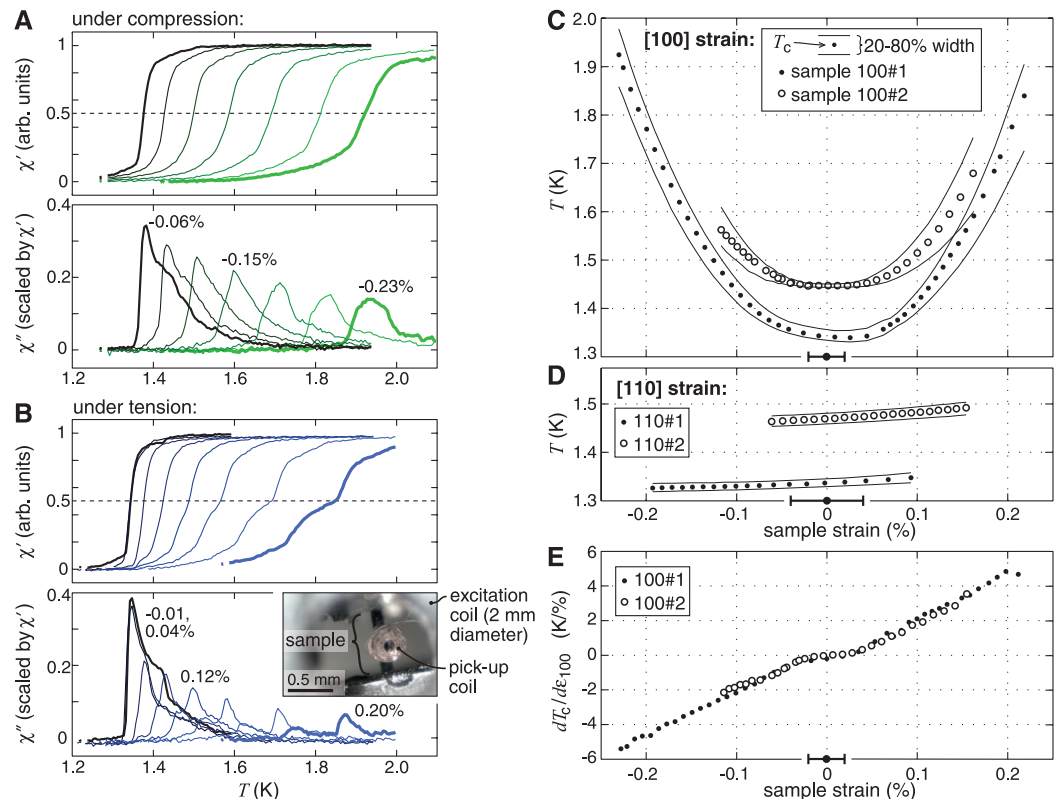 A under compression:
1
0.5
0
χ′ (arb. units)
0.4
0.2
0
χ″ (scaled by χ′)
-0.06%
-0.15%
-0.23%
1.2 1.4 1.6 1.8 2.0
B under tension:
1
0.5
0
χ′ (arb. units)
0.4
0.2
0
χ″ (scaled by χ′)
-0.01,
0.04%
0.12%
0.20%
sample
0.5 mm
excitation
coil (2 mm
diameter)
pick-up
coil
1.2 1.4 1.6 1.8 2.0
T (K)
C
[100] strain:
Tc 20-80% width
sample 100#1
sample 100#2
2.0
1.9
1.8
1.7
1.6
1.5
1.4
1.3
T (K)
D
[110] strain:
110#1
110#2
1.5
1.4
1.3
T (K)
-0.2 -0.1 0 0.1 0.2
sample strain (%)
E
100#1
100#2
6
4
2
0
-2
-4
-6
dTc/dε100 (K/%)
-0.2 -0.1 0 0.1 0.2
sample strain (%)